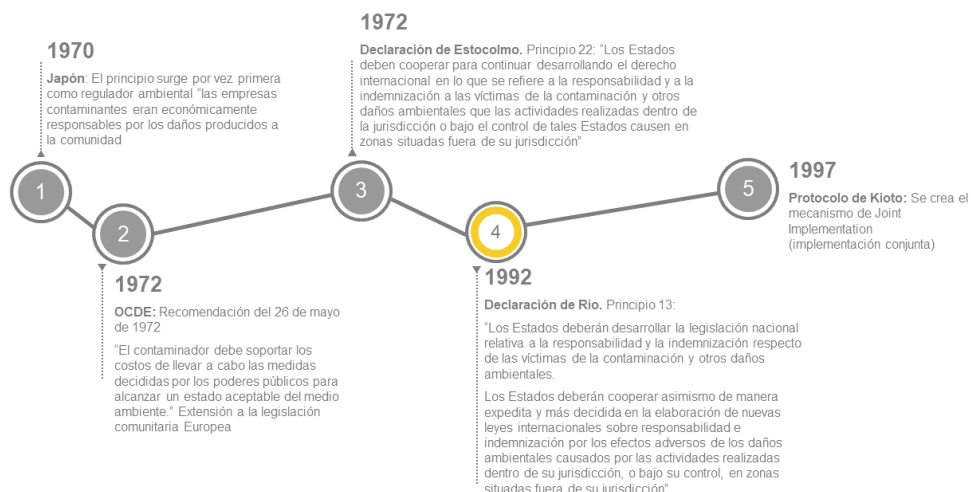 1970
Japón: El principio surge por vez primera
como regulador ambiental “las empresas
contaminantes eran económicamente
responsables por los daños producidos a
la comunidad
1
2
1972
OCDE: Recomendación del 26 de mayo
de 1972
“El contaminador debe soportar los
costos de llevar a cabo las medidas
decididas por los poderes públicos para
alcanzar un estado aceptable del medio
ambiente.” Extensión a la legislación
comunitaria Europea
1972
Declaración de Estocolmo. Principio 22: “Los Estados
deben cooperar para continuar desarrollando el derecho
internacional en lo que se refiere a la responsabilidad y a la
indemnización a las víctimas de la contaminación y otros
daños ambientales que las actividades realizadas dentro de
la jurisdicción o bajo el control de tales Estados causen en
zonas situadas fuera de su jurisdicción”
3
4
1992
Declaración de Río. Principio 13:
“Los Estados deberán desarrollar la legislación nacional
relativa a la responsabilidad y la indemnización respecto
de las víctimas de la contaminación y otros daños
ambientales.
Los Estados deberán cooperar asimismo de manera
expedita y más decidida en la elaboración de nuevas
leyes internacionales sobre responsabilidad e
indemnización por los efectos adversos de los daños
ambientales causados por las actividades realizadas
dentro de su jurisdicción, o bajo su control, en zonas
situadas fuera de su jurisdicción”
5
1997
Protocolo de Kioto: Se crea el
mecanismo de Joint
Implementation
(implementación conjunta)